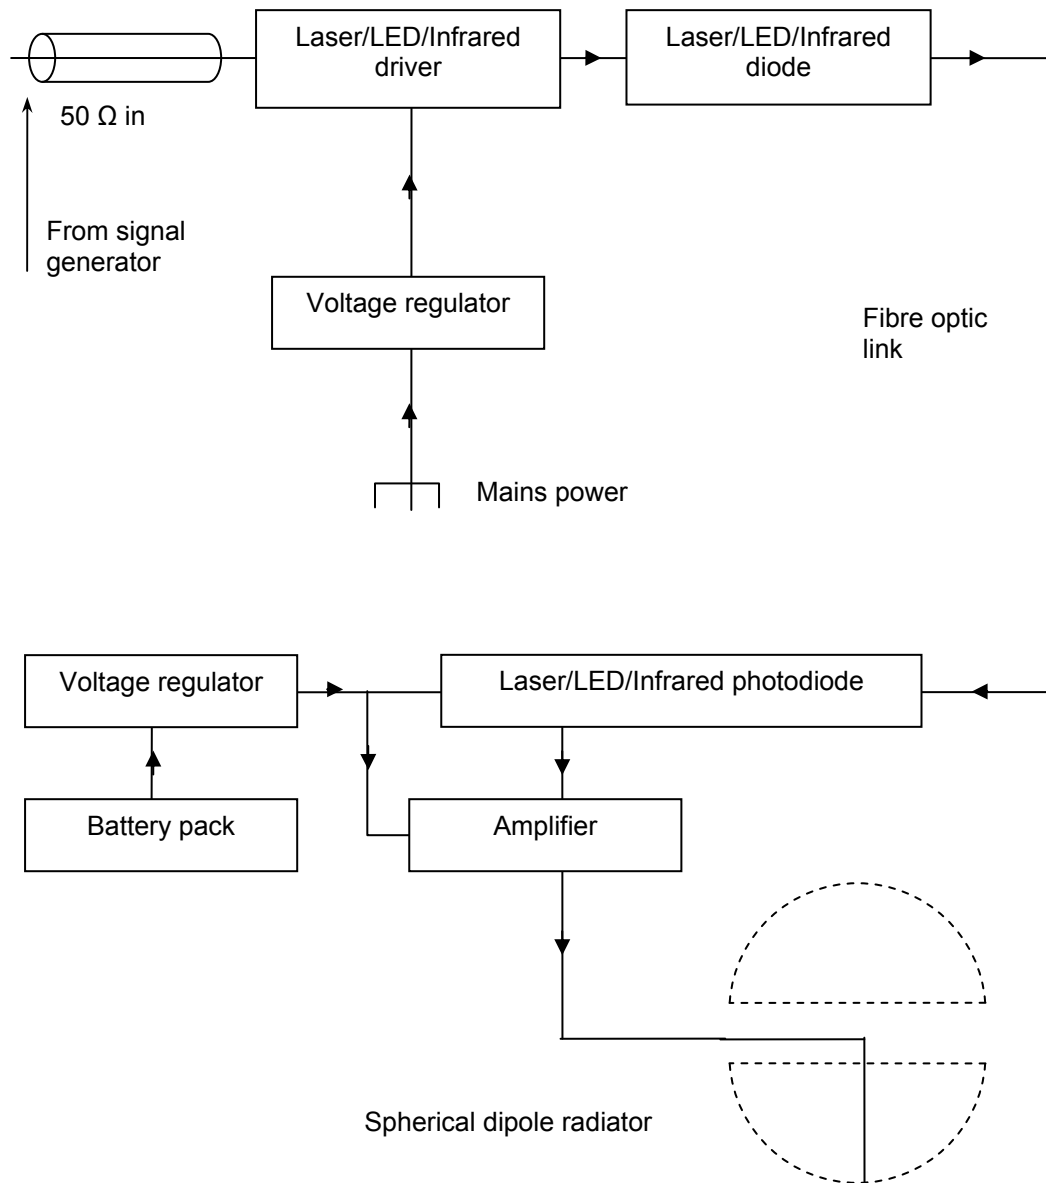 Laser/LED/Infrared
driver
Laser/LED/Infrared
diode
50 Ω in
From signal
generator
Voltage regulator
Fibre optic
link
Mains power
Voltage regulator
Laser/LED/Infrared photodiode
Battery pack
Amplifier
Spherical dipole radiator